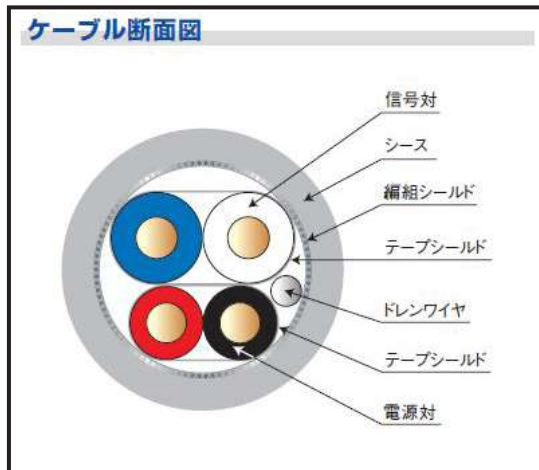 ケーブル断面図
信号対
シース
編組シールド
テープシールド
ドレンワイヤ
テープシールド
電源対